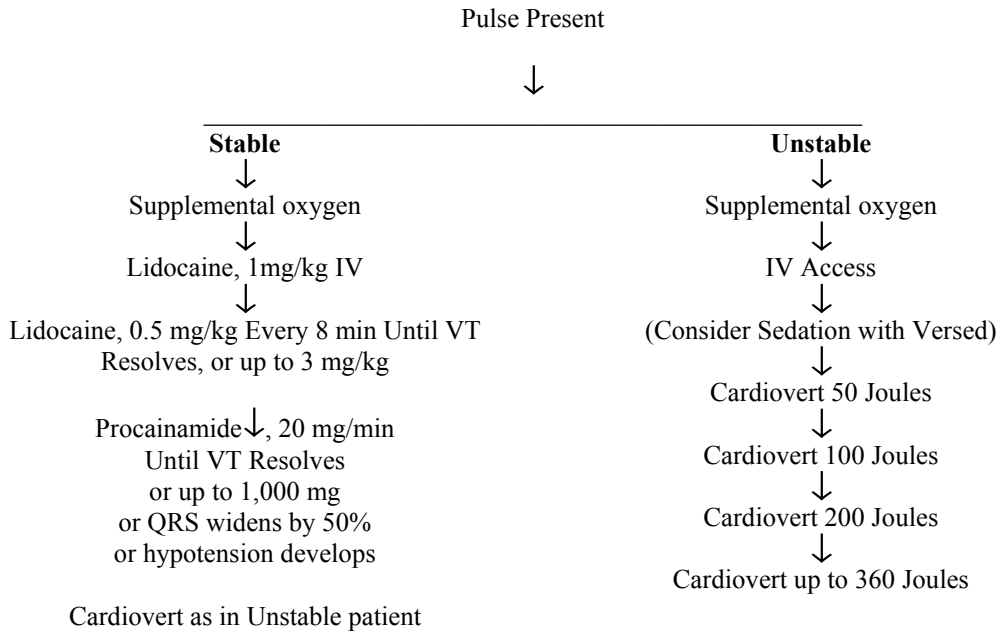 Pulse Present
Stable
Supplemental oxygen
Lidocaine, 1mg/kg IV
Lidocaine, 0.5 mg/kg Every 8 min Until VT
Resolves, or up to 3 mg/kg
Procainamide↓, 20 mg/min
Until VT Resolves
or up to 1,000 mg
or QRS widens by 50%
or hypotension develops
Cardiovert as in Unstable patient
Unstable
Supplemental oxygen
IV Access
(Consider Sedation with Versed)
Cardiovert 50 Joules
Cardiovert 100 Joules
Cardiovert 200 Joules
Cardiovert up to 360 Joules